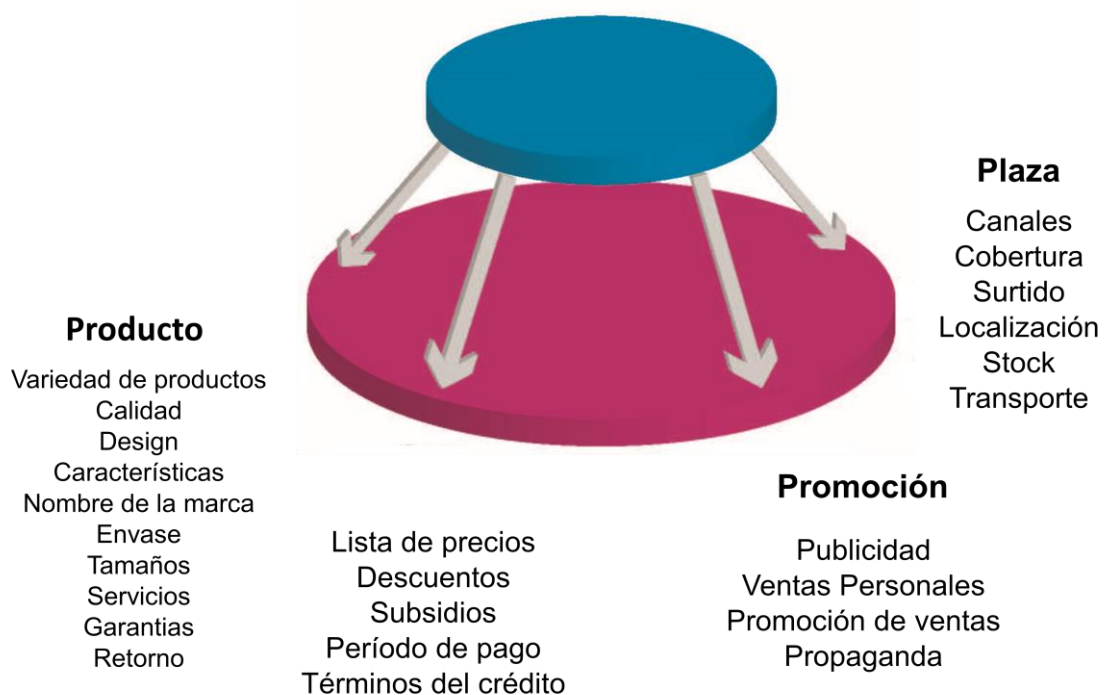 Producto
Variedad de productos
Calidad
Design
Características
Nombre de la marca
Envase
Tamaños
Servicios
Garantias
Retorno
Lista de precios
Descuentos
Subsidios
Período de pago
Términos del crédito
Promoción
Publicidad
Ventas Personales
Promoción de ventas
Propaganda
Plaza
Canales
Cobertura
Surtido
Localización
Stock
Transporte